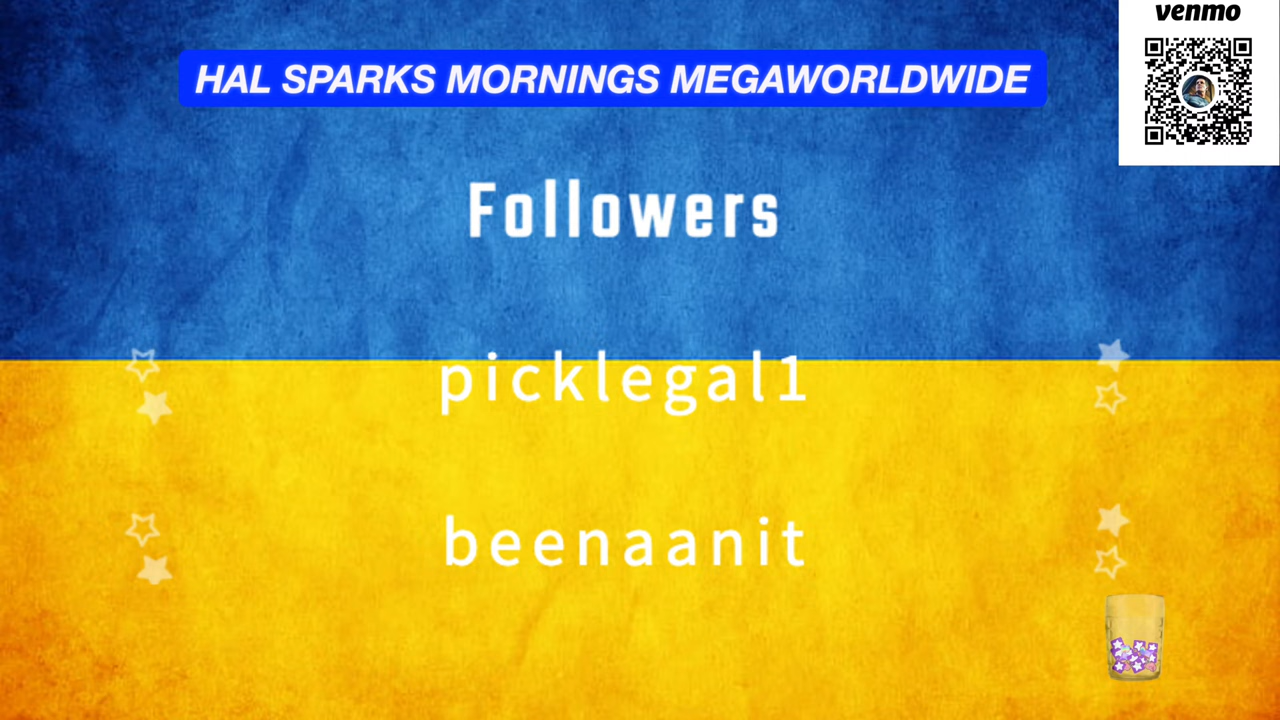 venmo
HAL SPARKS MORNINGS MEGAWORLDWIDE
Followers
picklegal1
beenaanit